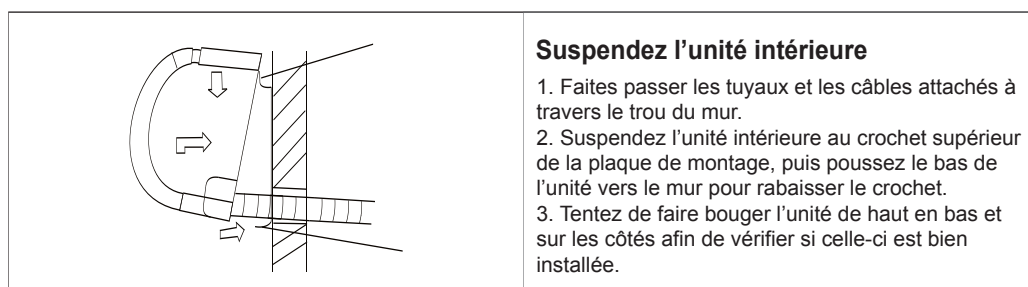 Suspendez l’unité intérieure
1. Faites passer les tuyaux et les câbles attachés à
travers le trou du mur.
2. Suspendez l’unité intérieure au crochet supérieur
de la plaque de montage, puis poussez le bas de
l’unité vers le mur pour rabaisser le crochet.
3. Tentez de faire bouger l’unité de haut en bas et
sur les côtés afin de vérifier si celle-ci est bien
installée.